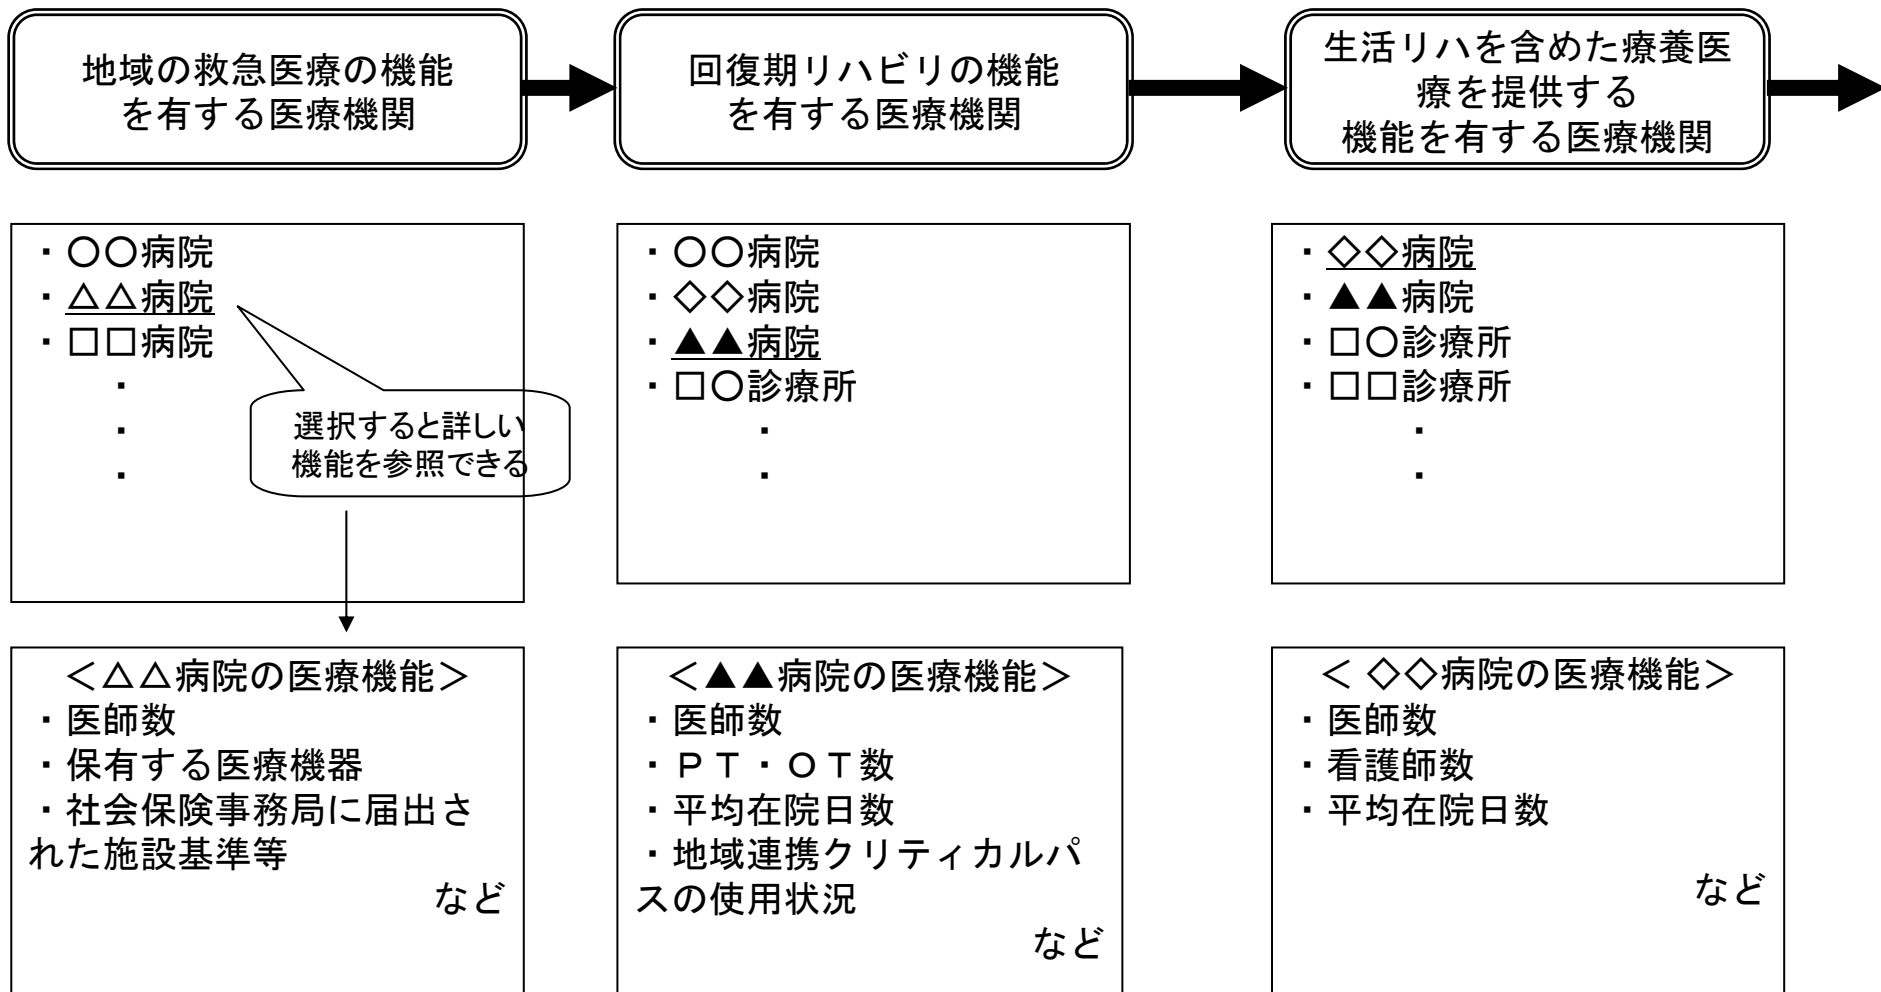 地域の救急医療の機能
を有する医療機関
回復期リハビリの機能
を有する医療機関
生活リハを含めた療養医
療を提供する
機能を有する医療機関
・〇〇病院
・△△病院
・□□病院
・
・
・
選択すると詳しい
機能を参照できる
・〇〇病院
・◇◇病院
・▲▲病院
・□〇診療所
・
・
・◇◇病院
・▲▲病院
・□〇診療所
・□□診療所
・
・
＜△△病院の医療機能＞
・医師数
・保有する医療機器
・社会保険事務局に届出さ
れた施設基準等
など
＜▲▲病院の医療機能＞
・医師数
・ＰＴ・ＯＴ数
・平均在院日数
・地域連携クリティカルパ
スの使用状況
など
＜ ◇◇病院の医療機能＞
・医師数
・看護師数
・平均在院日数
など